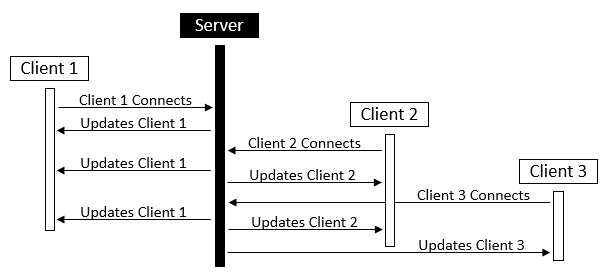 Server
Client 1
Client 1 Connects
Client 2
Updates Client 1
Client 2 Connects
Updates Client 1
Client 3
Updates Client 2
Client 3 Connects
Updates Client 1
Updates Client 2
Updates Client 3